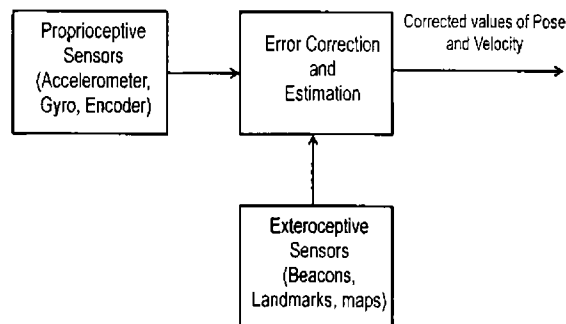 Proprioceptive
Sensors
(Accelerometer,
Gyro, Encoder)
Error Correction
and
Estimation
Corrected values of Pose
and Velocity
Exteroceptive
Sensors
(Beacons,
Landmarks, maps)